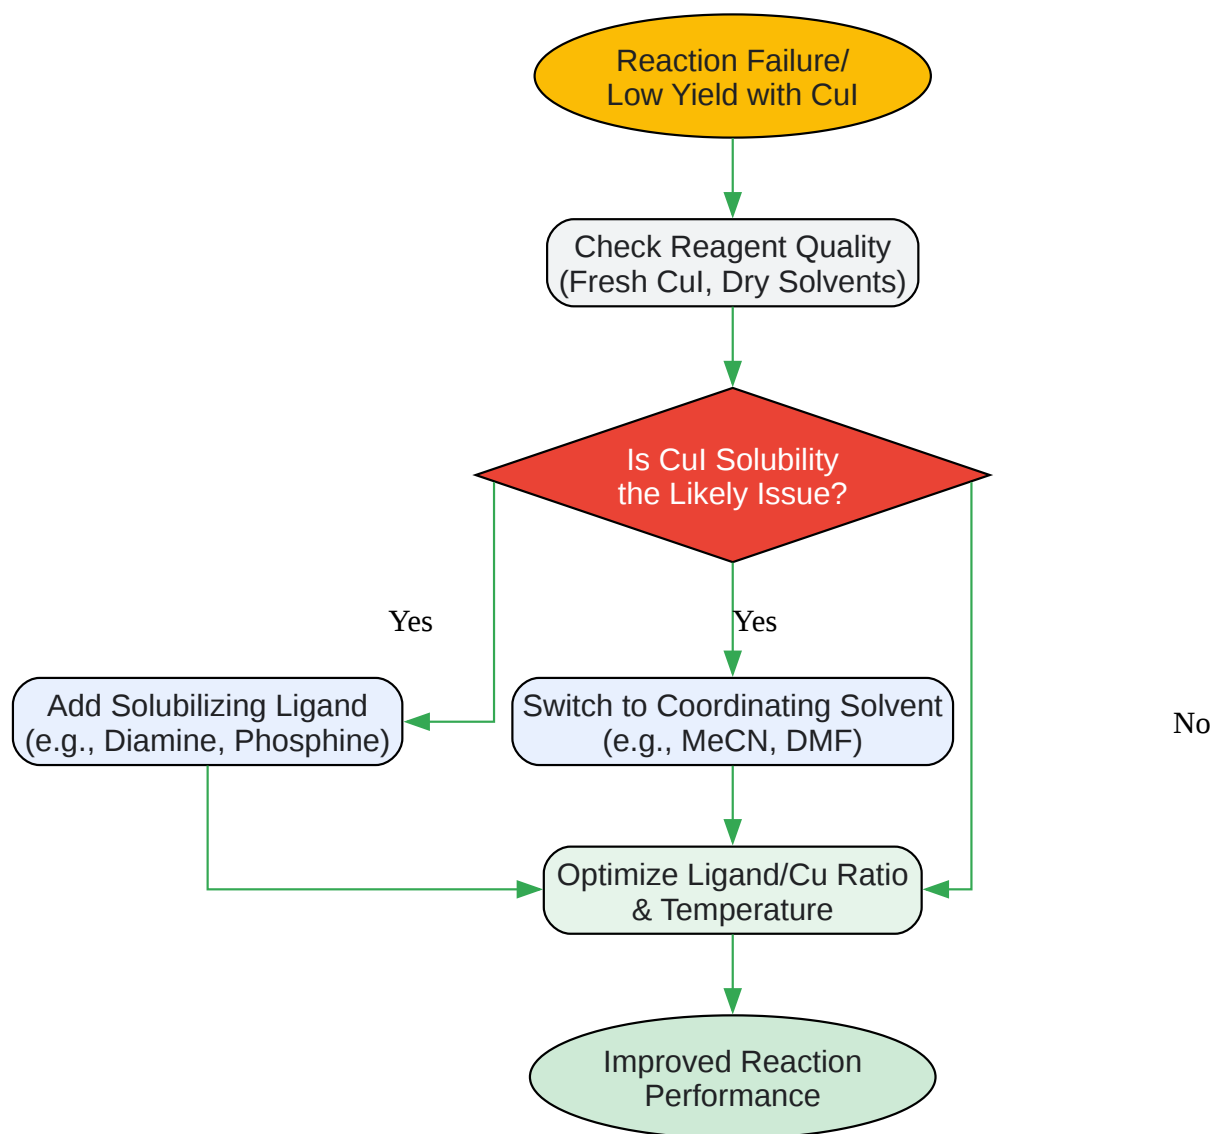 Reaction Failure/
Low Yield with CuI
Check Reagent Quality
(Fresh CuI, Dry Solvents)
Is CuI Solubility
the Likely Issue?
Yes
Yes
Add Solubilizing Ligand
(e.g., Diamine, Phosphine)
Switch to Coordinating Solvent
(e.g., MeCN, DMF)
No
Optimize Ligand/Cu Ratio
& Temperature
Improved Reaction
Performance